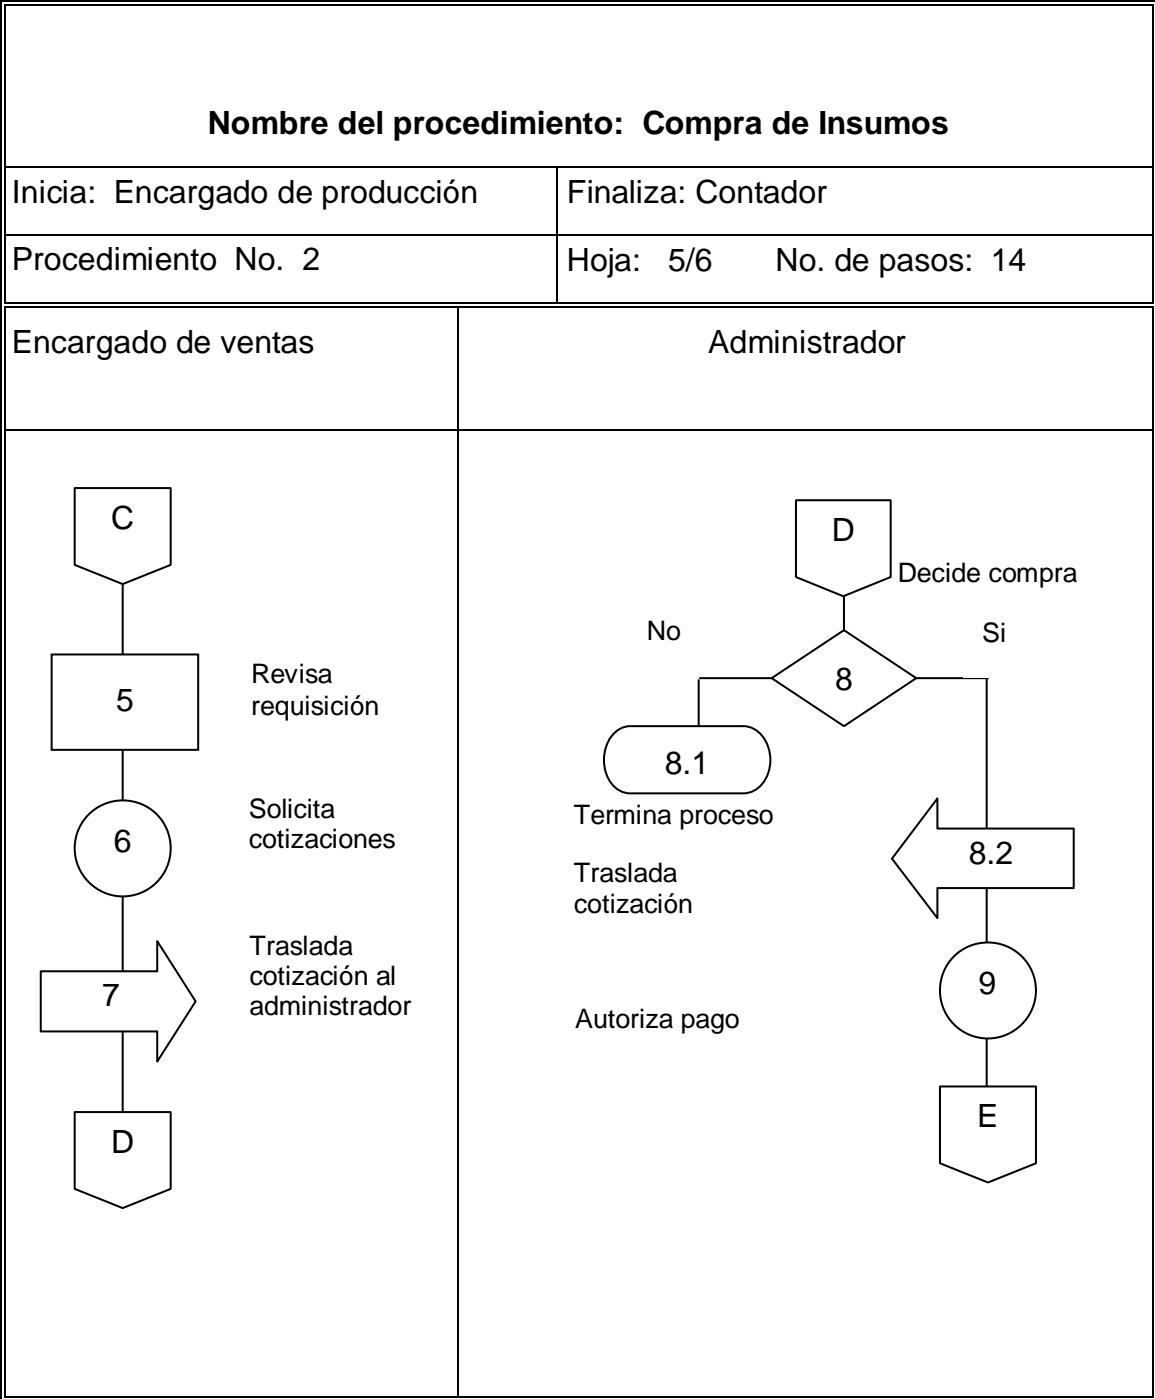 Nombre del procedimiento: Compra de Insumos
Inicia: Encargado de producción
Finaliza: Contador
Procedimiento No. 2
Hoja: 5/6 No. de pasos: 14
Encargado de ventas
Administrador
C
5
Revisa
requisición
6
Solicita
cotizaciones
7
Traslada
cotización al
administrador
D
D
Decide compra
No
Si
8
8.1
Termina proceso
8.2
Traslada
cotización
9
Autoriza pago
E